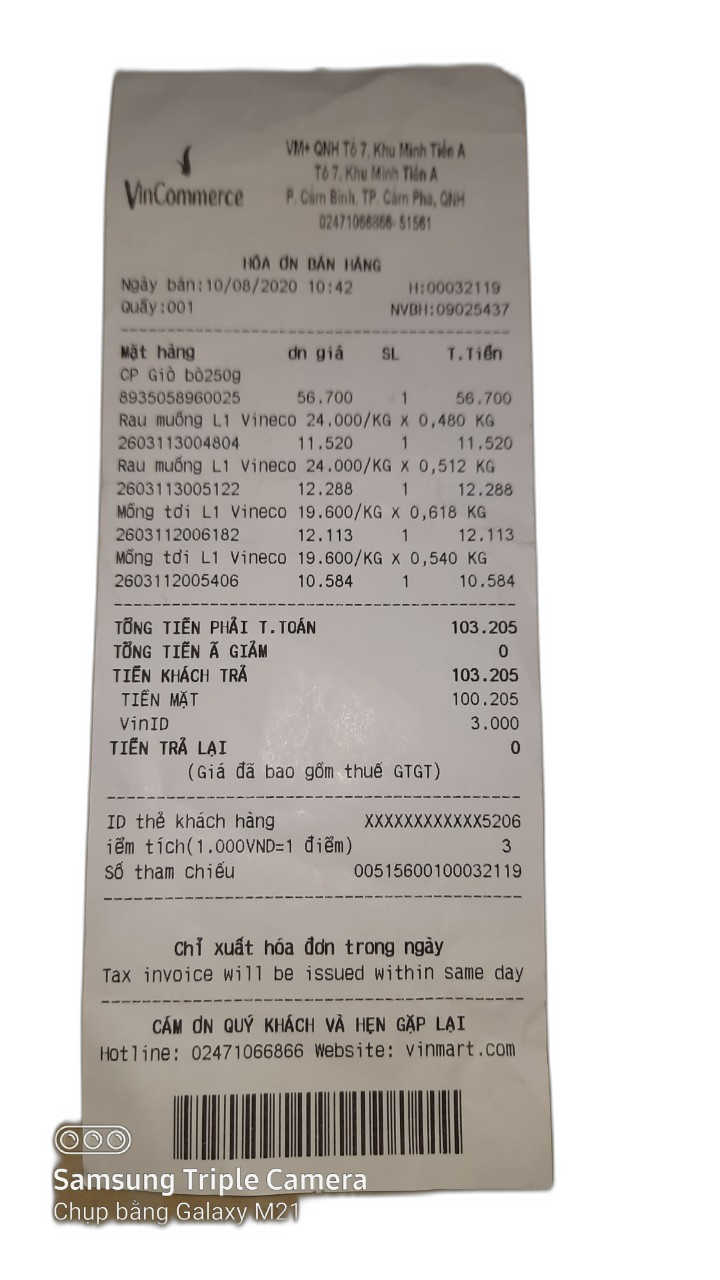 VinCommerce
VM+ QNH Tổ 7, Khu Minh Tiến A
Tổ 7, Khu Minh Tiến A
P. Cẩm Bình, TP. Cẩm Phả, QNH
02471066866-51561
HÓA ƠN BÁN HÀNG
Ngày bán:10/08/2020 10:42 H:00032119
Quầy:001 NVBH:09025437
Mặt hàng ơn giá SL T.Tiền
CP Giò bò250g
8935058960025 56.700 1 56.700
Rau muống L1 Vineco 24.000/KG X 0,480 KG
2603113004804 11.520 1 11.520
Rau muống L1 Vineco 24.000/KG X 0,512 KG
2603113005122 12.288 1 12.288
Mồng tơi L1 Vineco 19.600/KG X 0,618 KG
2603112006182 12.113 1 12.113
Mồng tơi L1 Vineco 19.600/KG X 0,540 KG
2603112005406 10.584 1 10.584
TỔNG TIỀN PHẢI T.TOÁN 103.205
TỔNG TIỀN Ã GIẢM 0
TIỀN KHÁCH TRẢ 103.205
TIỀN MẶT 100.205
VinID 3.000
TIỀN TRẢ LẠI 0
(Giá đã bao gồm thuế GTGT)
ID thẻ khách hàng XXXXXXXXXXXX5206
iểm tích(1.000VND=1 điểm) 3
Số tham chiếu 00515600100032119
Chỉ xuất hóa đơn trong ngày
Tax invoice will be issued within same day
CÁM ƠN QUÝ KHÁCH VÀ HẸN GẶP LẠI
Hotline: 02471066866 Website: vinmart.com
Samsung Triple Camera
Chụp bằng Galaxy M21